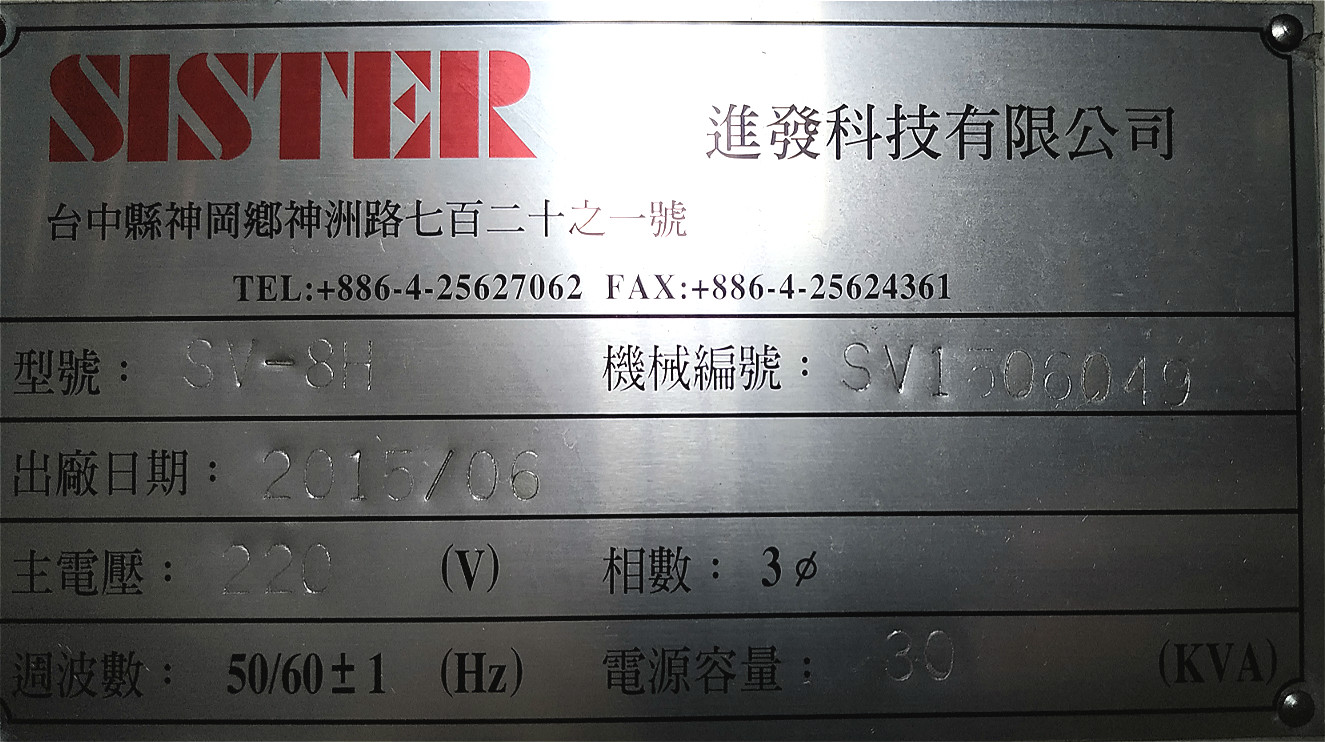 SISTER
進發科技有限公司
台中縣神岡鄉神洲路七百二十之一號
TEL:+886-4-25627062 FAX:+886-4-25624361
型號：SV-8H 機械編號：SV1506049
出廠日期：2015/06
主電壓：220 (V) 相數：3ø
週波數：50/60±1 (Hz) 電源容量：30 (KVA)